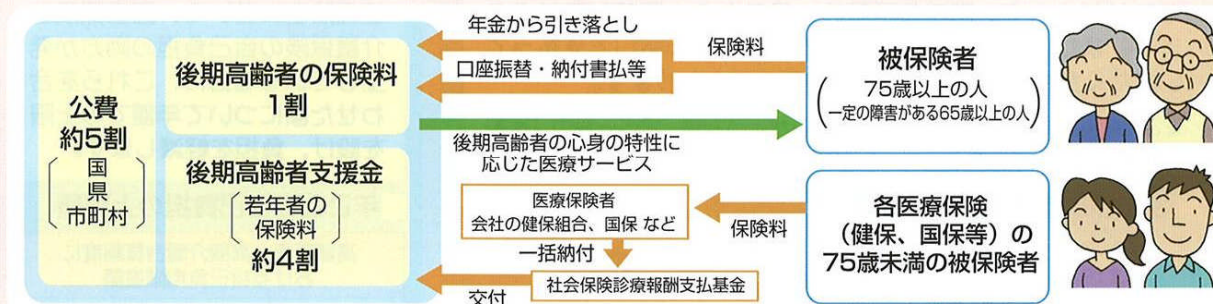 公費
約5割
国
県
市町村
後期高齢者の保険料
1割
後期高齢者支援金
若年者の
保険料
約4割
年金から引き落とし
口座振替・納付書払等
保険料
後期高齢者の心身の特性に
応じた医療サービス
被保険者
75歳以上の人
一定の障害がある65歳以上の人
医療保険者
会社の健保組合、国保 など
保険料
一括納付
社会保険診療報酬支払基金
交付
各医療保険
（健保、国保等）の
75歳未満の被保険者